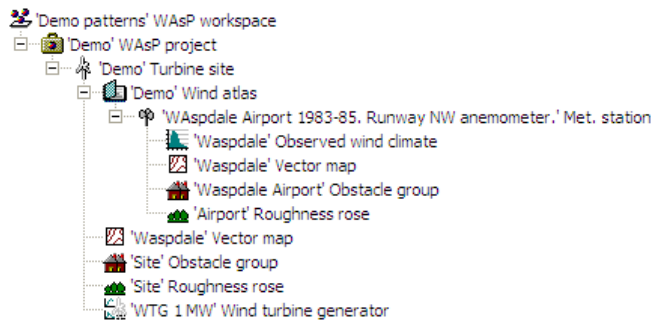 'Demo patterns' WAsP workspace
'Demo' WAsP project
'Demo' Turbine site
'Demo' Wind atlas
'WAspdale Airport 1983-85. Runway NW anemometer.' Met. station
'Waspdale' Observed wind climate
'Waspdale' Vector map
'Waspdale Airport' Obstacle group
'Airport' Roughness rose
'Waspdale' Vector map
'Site' Obstacle group
'Site' Roughness rose
'WTG 1 MW' Wind turbine generator